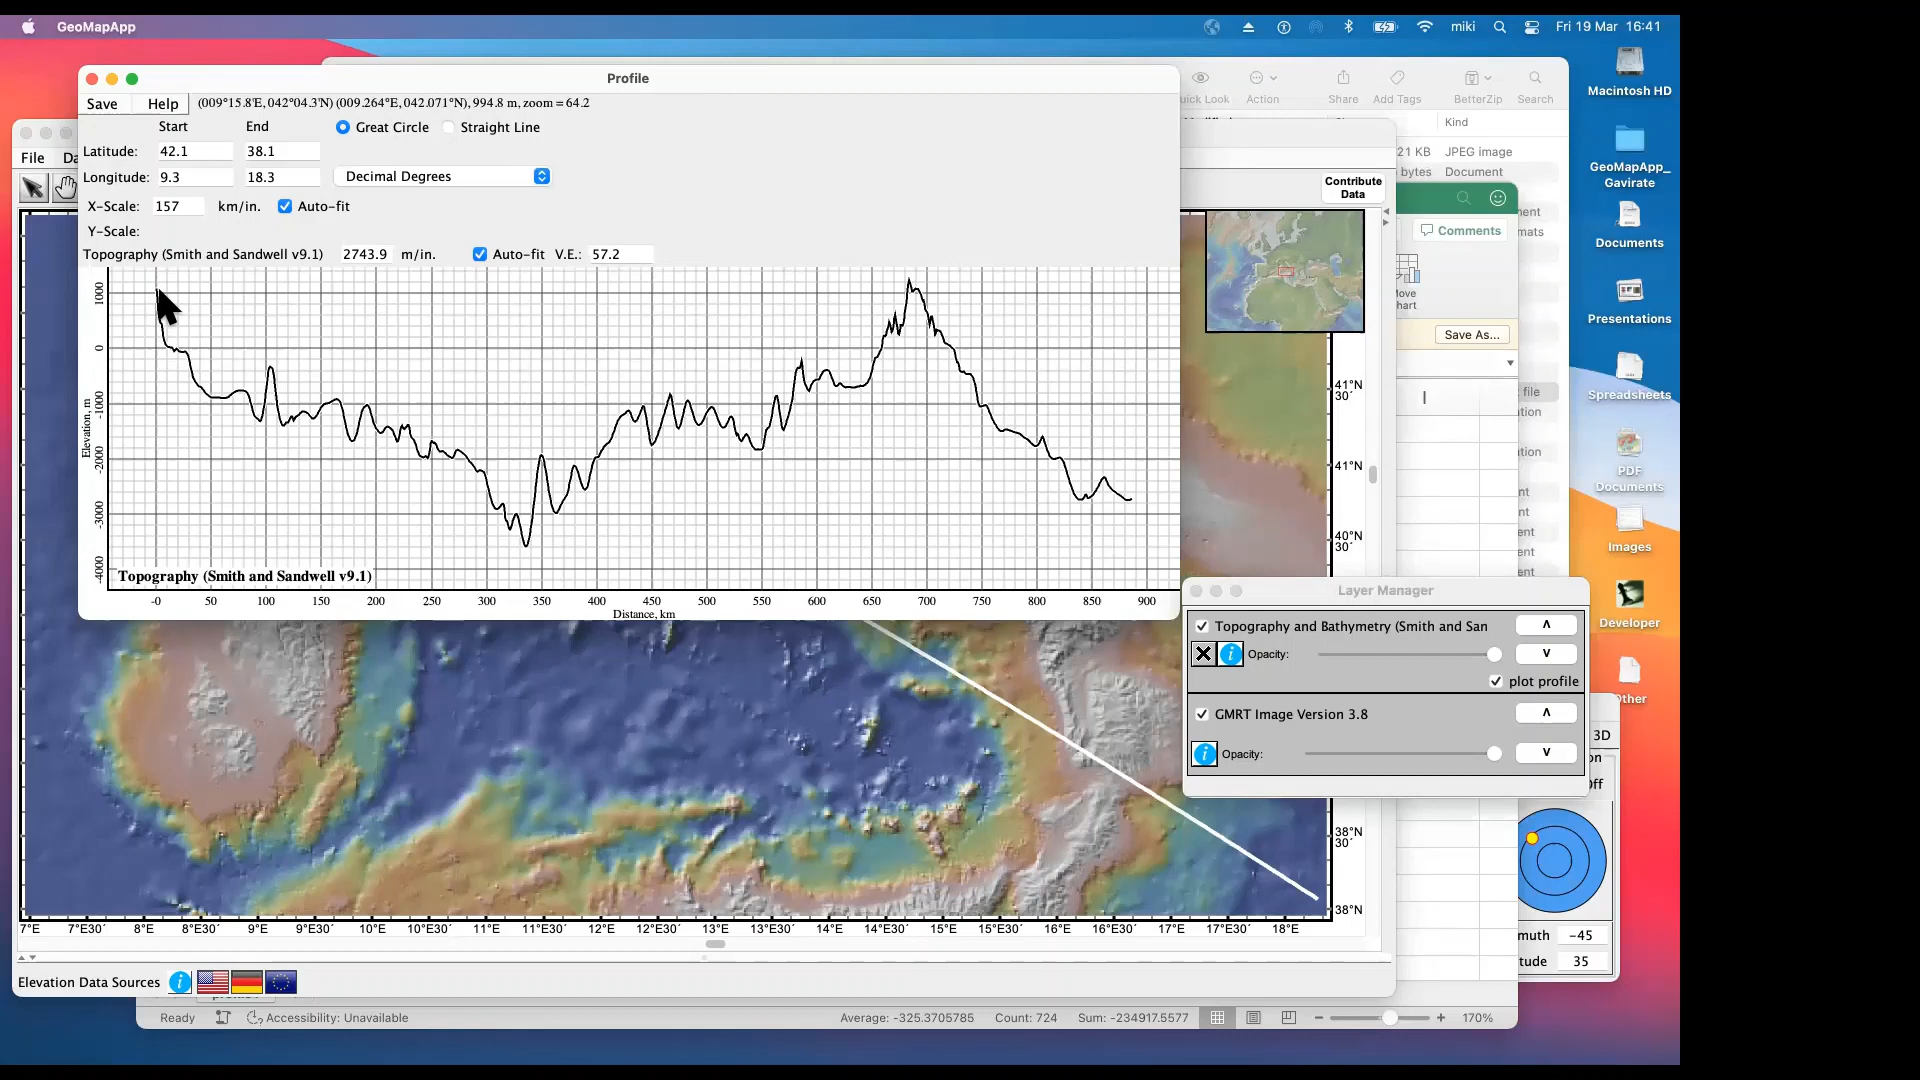 GeoMapApp
miki
Fri 19 Mar 16:41
Profile
Save
Help
(009°15.8'E, 042°04.3'N) (009.264°E, 042.071°N), 994.8 m, zoom = 64.2
Start
End
Great Circle
Straight Line
Latitude:
42.1
38.1
Longitude:
9.3
18.3
Decimal Degrees
X-Scale:
157
km/in.
Auto-fit
Y-Scale:
Topography (Smith and Sandwell v9.1)
2743.9
m/in.
Auto-fit
V.E.:
57.2
1000
0
-1000
-2000
-3000
-4000
Elevation, m
Topography (Smith and Sandwell v9.1)
-0 50 100 150 200 250 300 350 400 450 500 550 600 650 700 750 800 850 900
Distance, km
File
Da
uick Look
Action
Share
Add Tags
BetterZip
Search
Kind
21 KB
JPEG image
bytes
Document
Contribute
Data
Comments
Save As...
file
41°N
30´
41°N
40°N
30´
38°N
30´
38°N
Layer Manager
Topography and Bathymetry (Smith and San
Opacity:
plot profile
GMRT Image Version 3.8
Opacity:
3D
muth
-45
tude
35
7°E 7°E30´ 8°E 8°E30´ 9°E 9°E30´ 10°E 10°E30´ 11°E 11°E30´ 12°E 12°E30´ 13°E 13°E30´ 14°E 14°E30´ 15°E 15°E30´ 16°E 16°E30´ 17°E 17°E30´ 18°E
Elevation Data Sources
Ready
Accessibility: Unavailable
Average: -325.3705785
Count: 724
Sum: -234917.5577
170%
Macintosh HD
GeoMapApp_
Gavirate
Documents
Presentations
Spreadsheets
PDF
Documents
Images
Developer
Other